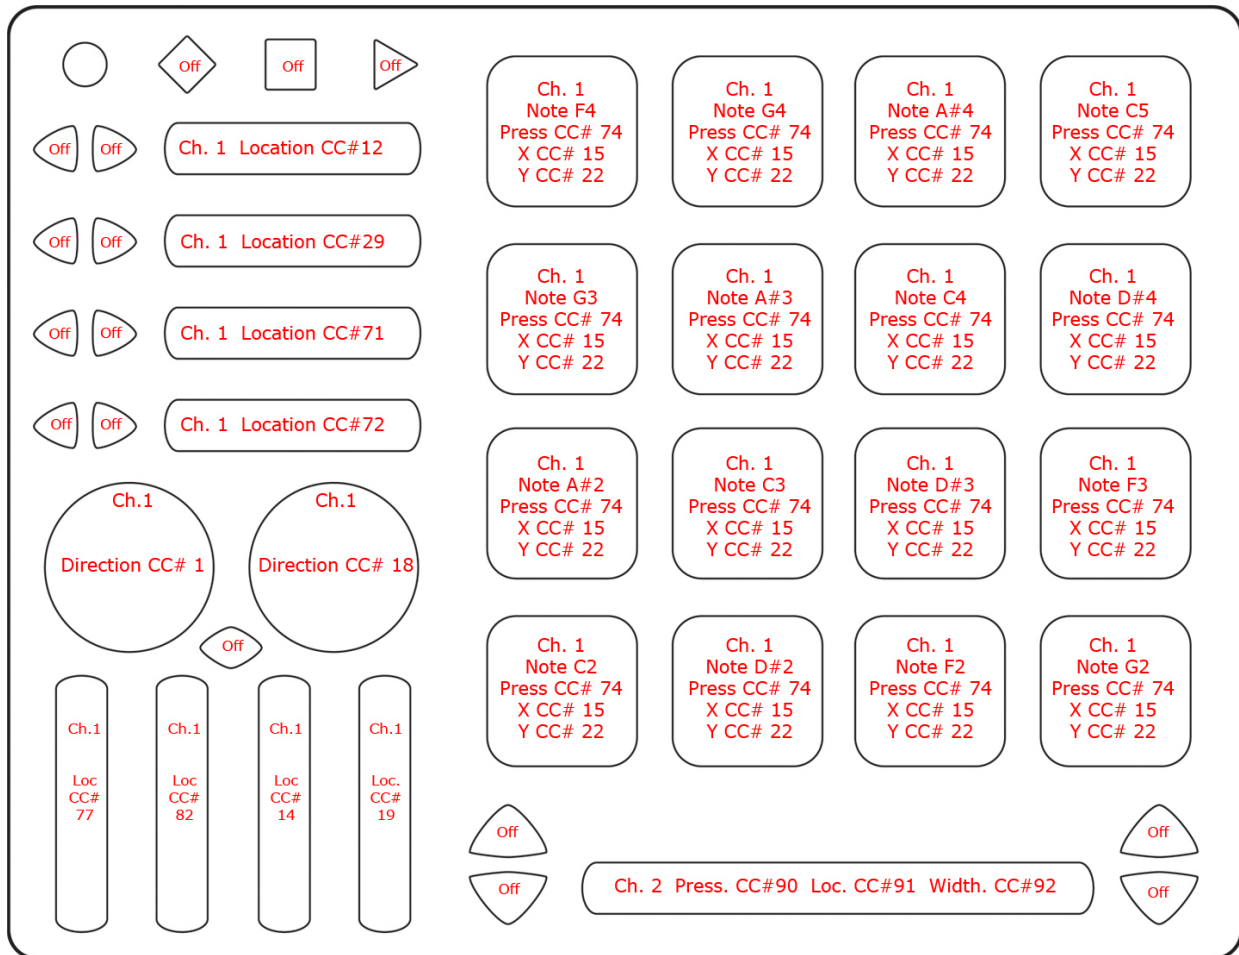 Off
Off
Off
Off
Off
Ch. 1  Location CC#12
Off
Off
Ch. 1  Location CC#29
Off
Off
Ch. 1  Location CC#71
Off
Off
Ch. 1  Location CC#72
Ch.1
Direction CC# 1
Ch.1
Direction CC# 18
Off
Ch.1
Loc
CC#
77
Ch.1
Loc
CC#
82
Ch.1
Loc
CC#
14
Ch.1
Loc.
CC#
19
Ch. 1
Note F4
Press CC# 74
X CC# 15
Y CC# 22
Ch. 1
Note G4
Press CC# 74
X CC# 15
Y CC# 22
Ch. 1
Note A#4
Press CC# 74
X CC# 15
Y CC# 22
Ch. 1
Note C5
Press CC# 74
X CC# 15
Y CC# 22
Ch. 1
Note G3
Press CC# 74
X CC# 15
Y CC# 22
Ch. 1
Note A#3
Press CC# 74
X CC# 15
Y CC# 22
Ch. 1
Note C4
Press CC# 74
X CC# 15
Y CC# 22
Ch. 1
Note D#4
Press CC# 74
X CC# 15
Y CC# 22
Ch. 1
Note A#2
Press CC# 74
X CC# 15
Y CC# 22
Ch. 1
Note C3
Press CC# 74
X CC# 15
Y CC# 22
Ch. 1
Note D#3
Press CC# 74
X CC# 15
Y CC# 22
Ch. 1
Note F3
Press CC# 74
X CC# 15
Y CC# 22
Ch. 1
Note C2
Press CC# 74
X CC# 15
Y CC# 22
Ch. 1
Note D#2
Press CC# 74
X CC# 15
Y CC# 22
Ch. 1
Note F2
Press CC# 74
X CC# 15
Y CC# 22
Ch. 1
Note G2
Press CC# 74
X CC# 15
Y CC# 22
Off
Off
Ch. 2  Press. CC#90  Loc. CC#91  Width. CC#92
Off
Off